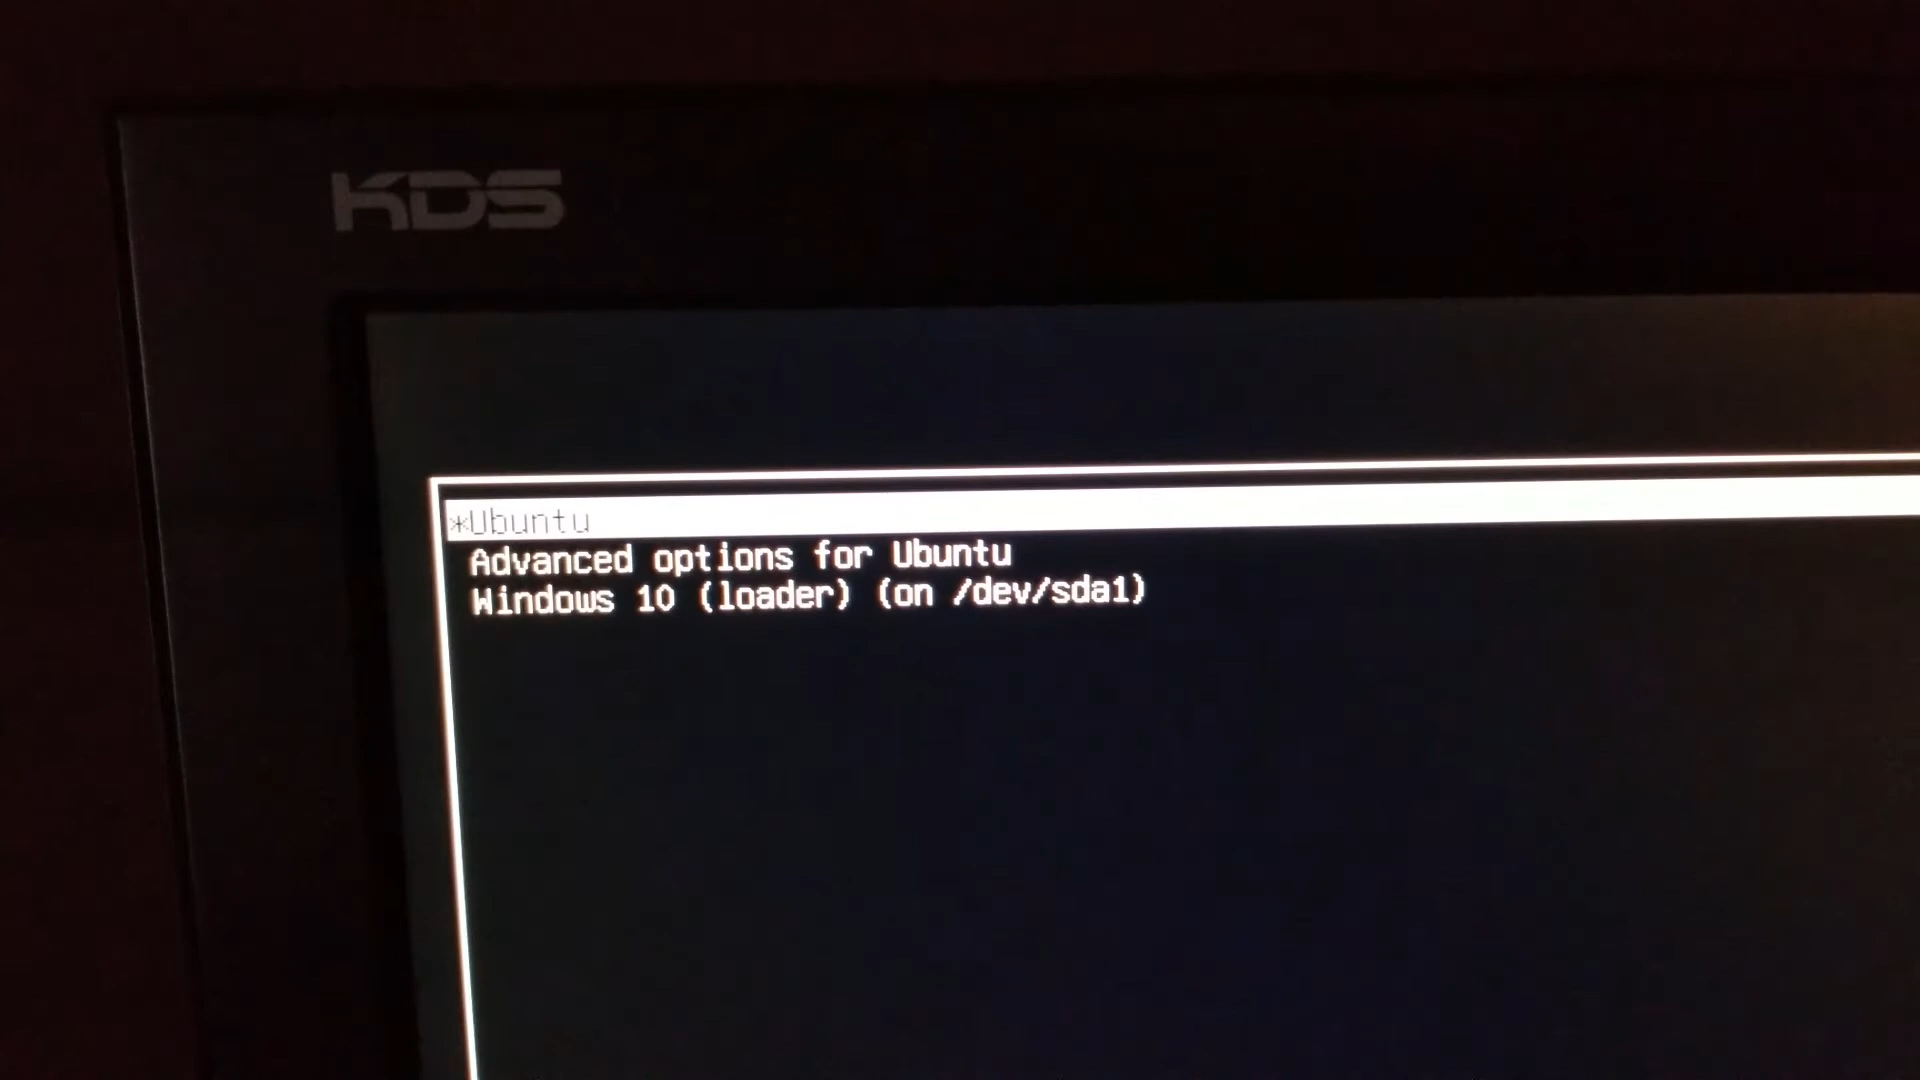 KDS
*Ubuntu
Advanced options for Ubuntu
Windows 10 (loader) (on /dev/sda1)